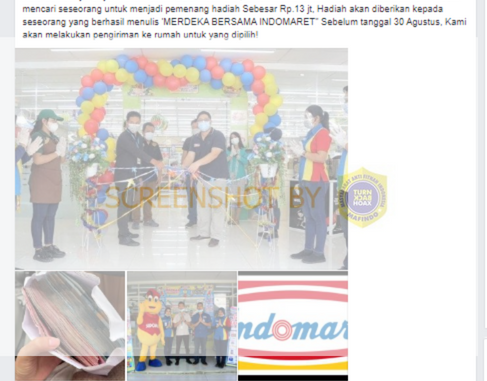 mencari seseorang untuk menjadi pemenang hadiah Sebesar Rp.13 jt, Hadiah akan diberikan kepada
seseorang yang berhasil menulis "MERDEKA BERSAMA INDOMARET" Sebelum tanggal 30 Agustus, Kami
akan melakukan pengiriman ke rumah untuk yang dipilih!
SCREENSHOT BY
TURN
BACK
HOAX
MAFINDO
ndomar